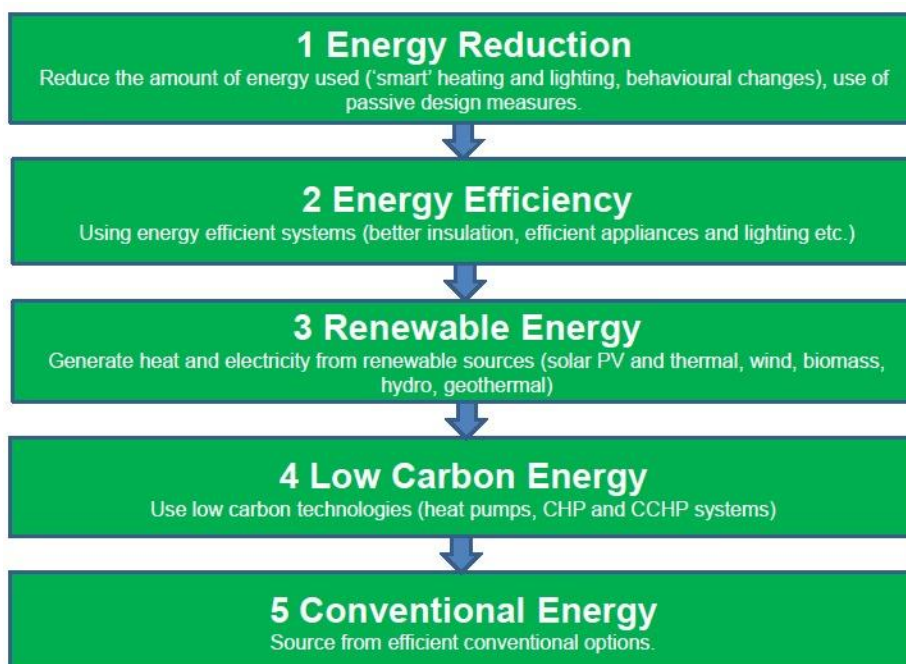 1 Energy Reduction
Reduce the amount of energy used ('smart' heating and lighting, behavioural changes), use of
passive design measures.
2 Energy Efficiency
Using energy efficient systems (better insulation, efficient appliances and lighting etc.)
3 Renewable Energy
Generate heat and electricity from renewable sources (solar PV and thermal, wind, biomass,
hydro, geothermal)
4 Low Carbon Energy
Use low carbon technologies (heat pumps, CHP and CCHP systems)
5 Conventional Energy
Source from efficient conventional options.